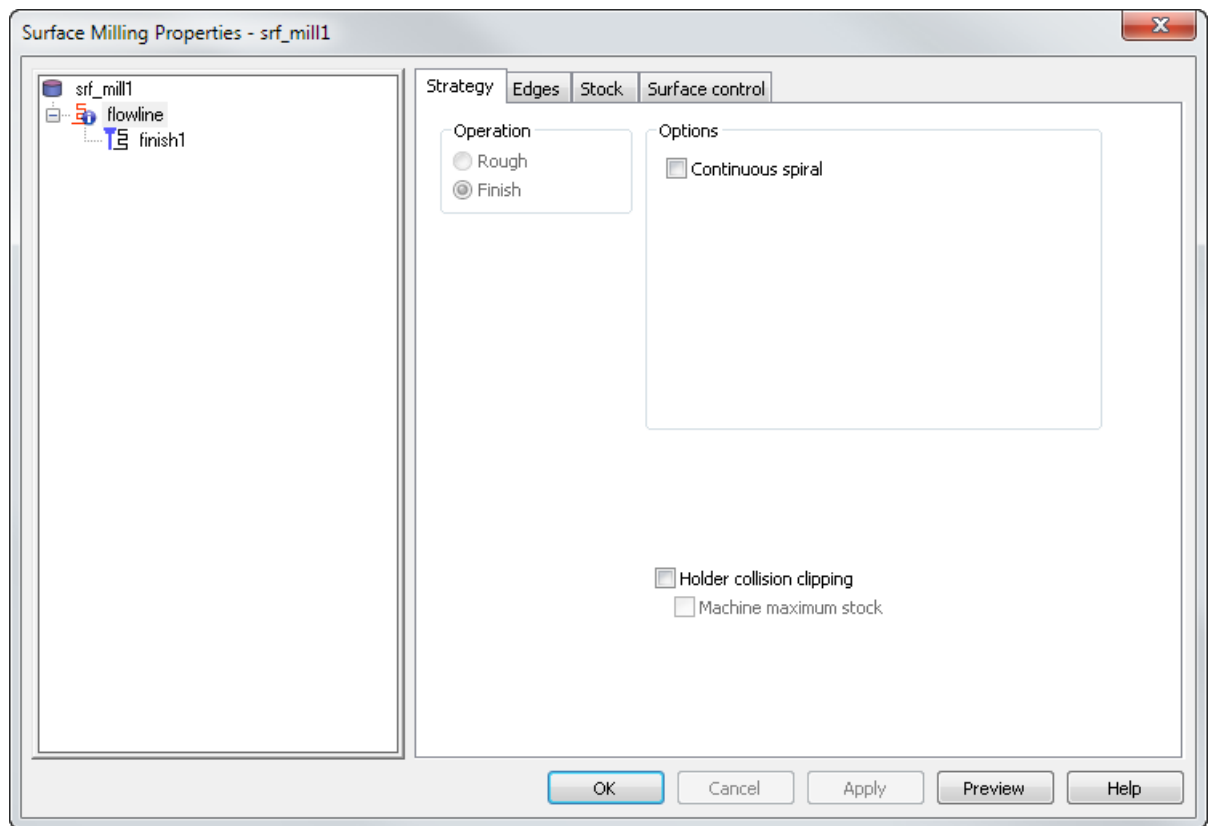 Surface Milling Properties - srf_mill1
srf_mill1
flowline
finish1
Strategy Edges Stock Surface control
Operation
Rough
Finish
Options
Continuous spiral
Holder collision clipping
Machine maximum stock
OK Cancel Apply Preview Help